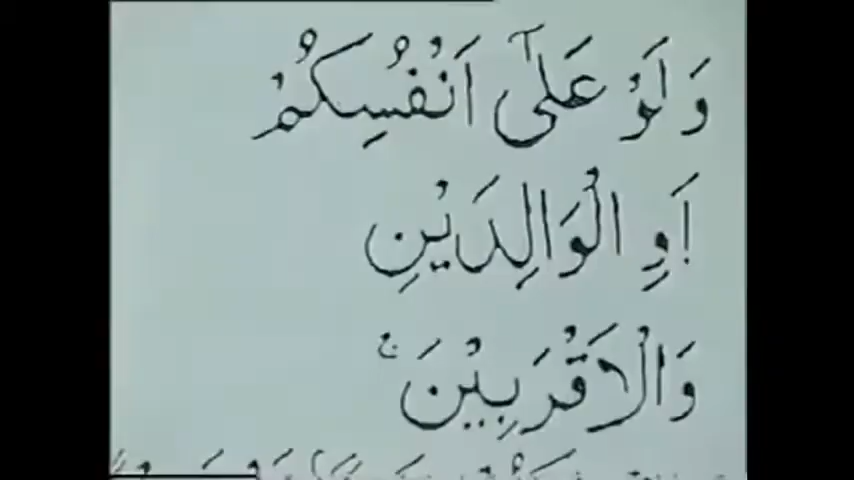 وَلَوْ عَلٰٓى اَنْفُسِكُمْ
اَوِ الْوَالِدَيْنِ
وَالْاَقْرَبِيْنَ ۚ